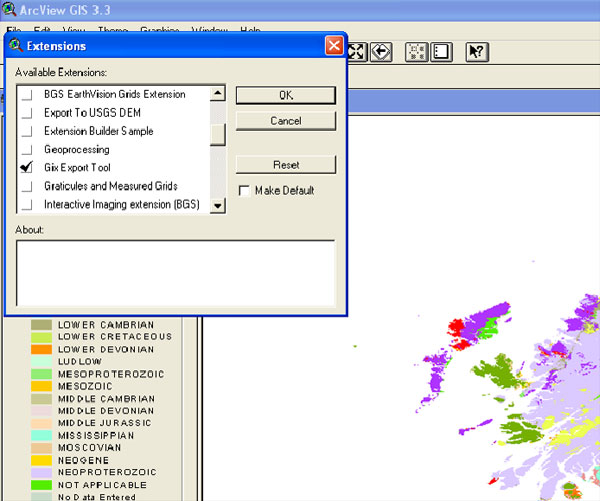 ArcView GIS 3.3
File Edit View Theme Graphics Window Help
Extensions
Available Extensions:
BGS EarthVision Grids Extension
Export To USGS DEM
Extension Builder Sample
Geoprocessing
Gix Export Tool
Graticules and Measured Grids
Interactive Imaging extension (BGS)
OK
Cancel
Reset
Make Default
About:
LOWER CAMBRIAN
LOWER CRETACEOUS
LOWER DEVONIAN
LUDLOW
MESOPROTEROZOIC
MESOZOIC
MIDDLE CAMBRIAN
MIDDLE DEVONIAN
MIDDLE JURASSIC
MISSISSIPPIAN
MOSCOVIAN
NEOGENE
NEOPROTEROZOIC
NOT APPLICABLE
No Data Entered